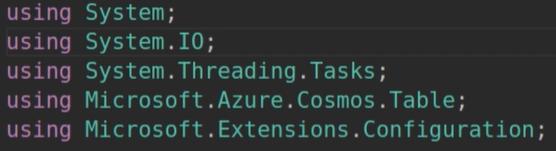 using System;
using System.IO;
using System.Threading.Tasks;
using Microsoft.Azure.Cosmos.Table;
using Microsoft.Extensions.Configuration;